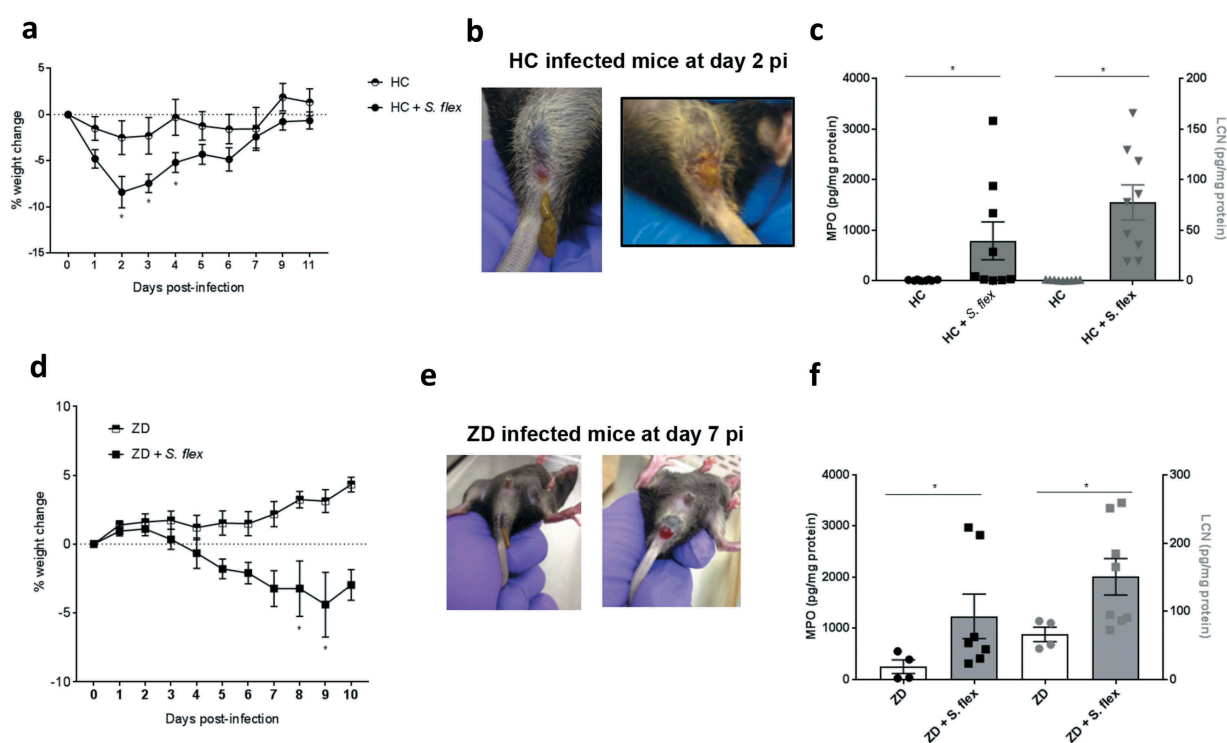 a
5
0
-5
-10
-15
% weight change
0 1 2 3 4 5 6 7 9 11
Days post-infection
HC
HC + S. flex
* * *
b
HC infected mice at day 2 pi
c
* *
4000
3000
2000
1000
0
MPO (pg/mg protein)
200
150
100
50
0
LCN (pg/mg protein)
HC
HC + S. flex
HC
HC + S. flex
d
10
5
0
-5
-10
% weight change
ZD
ZD + S. flex
* *
0 1 2 3 4 5 6 7 8 9 10
Days post-infection
e
ZD infected mice at day 7 pi
f
* *
4000
3000
2000
1000
0
MPO (pg/mg protein)
300
200
100
0
LCN (pg/mg protein)
ZD
ZD + S. flex
ZD
ZD + S. flex